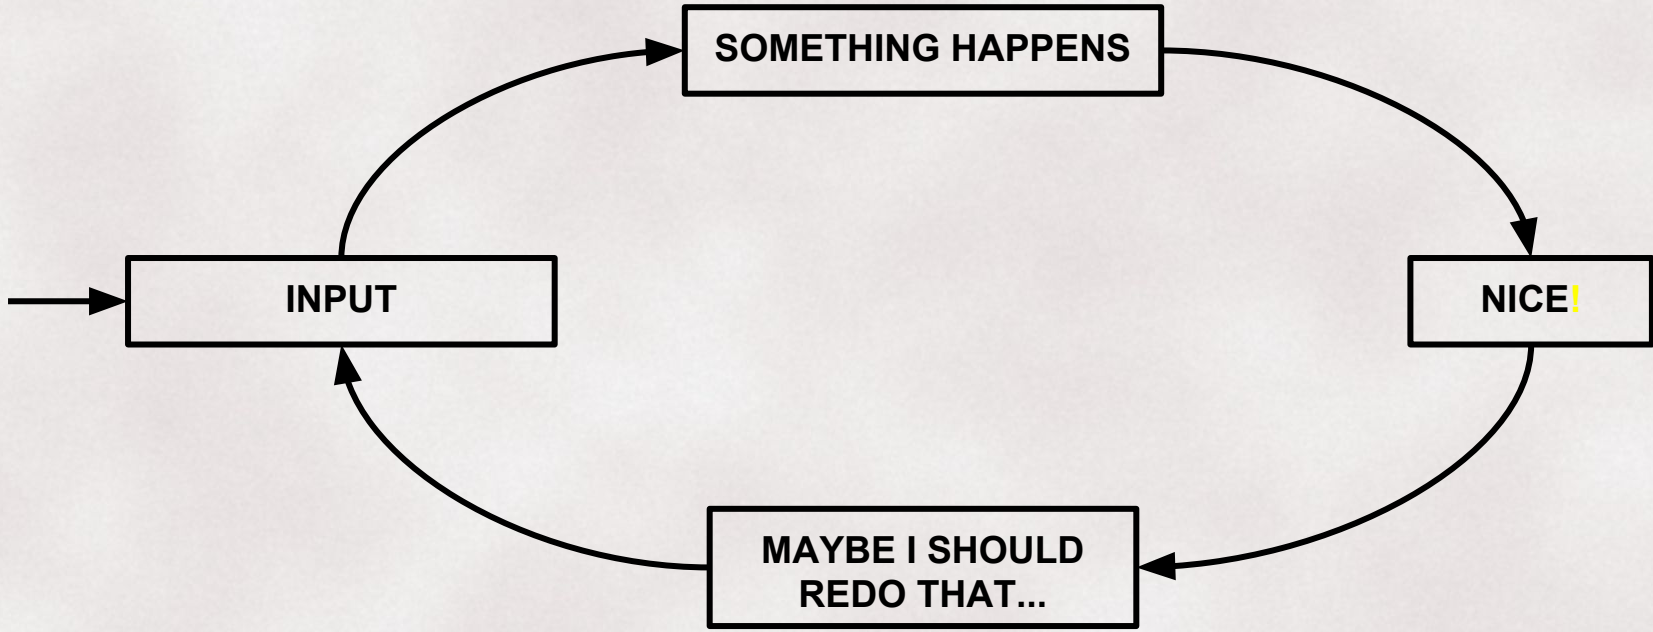 SOMETHING HAPPENS
INPUT
NICE!
MAYBE I SHOULD
REDO THAT...